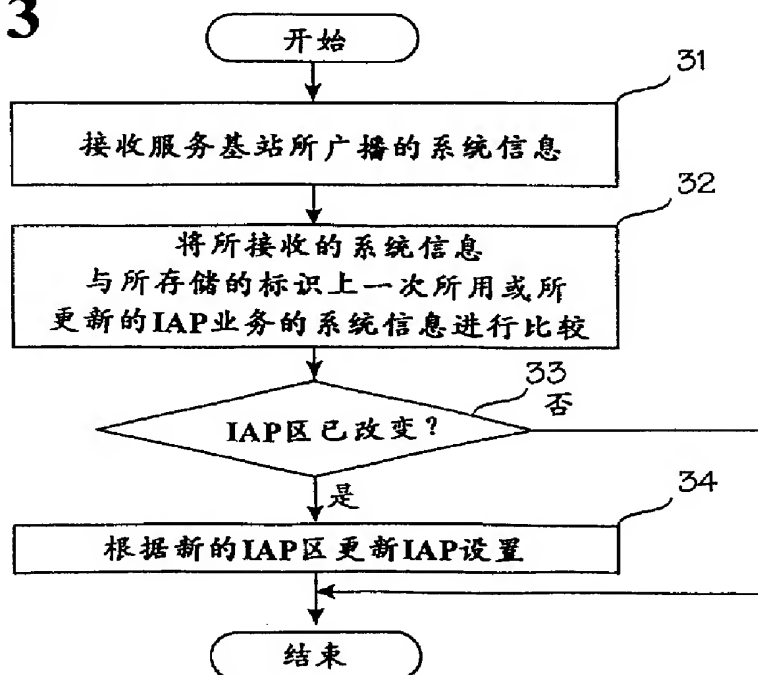 3
开始
31
接收服务基站所广播的系统信息
32
将所接收的系统信息
与所存储的标识上一次所用或所
更新的IAP业务的系统信息进行比较
33
IAP区已改变？
否
是
34
根据新的IAP区更新IAP设置
结束